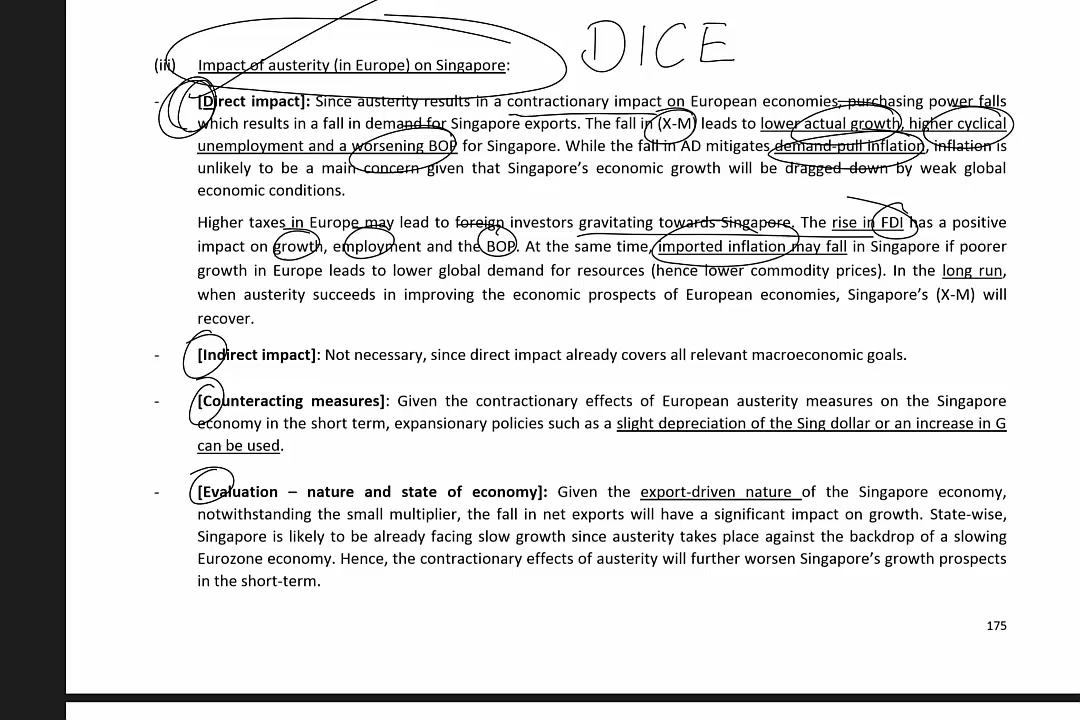 DICE
(iii) Impact of austerity (in Europe) on Singapore:
- [Direct impact]: Since austerity results in a contractionary impact on European economies, purchasing power falls
which results in a fall in demand for Singapore exports. The fall in (X-M) leads to lower actual growth, higher cyclical
unemployment and a worsening BOP for Singapore. While the fall in AD mitigates demand-pull inflation, inflation is
unlikely to be a main concern given that Singapore's economic growth will be dragged down by weak global
economic conditions.
Higher taxes in Europe may lead to foreign investors gravitating towards Singapore. The rise in FDI has a positive
impact on growth, employment and the BOP. At the same time, imported inflation may fall in Singapore if poorer
growth in Europe leads to lower global demand for resources (hence lower commodity prices). In the long run,
when austerity succeeds in improving the economic prospects of European economies, Singapore's (X-M) will
recover.
- [Indirect impact]: Not necessary, since direct impact already covers all relevant macroeconomic goals.
- [Counteracting measures]: Given the contractionary effects of European austerity measures on the Singapore
economy in the short term, expansionary policies such as a slight depreciation of the Sing dollar or an increase in G
can be used.
- [Evaluation – nature and state of economy]: Given the export-driven nature of the Singapore economy,
notwithstanding the small multiplier, the fall in net exports will have a significant impact on growth. State-wise,
Singapore is likely to be already facing slow growth since austerity takes place against the backdrop of a slowing
Eurozone economy. Hence, the contractionary effects of austerity will further worsen Singapore's growth prospects
in the short-term.
175